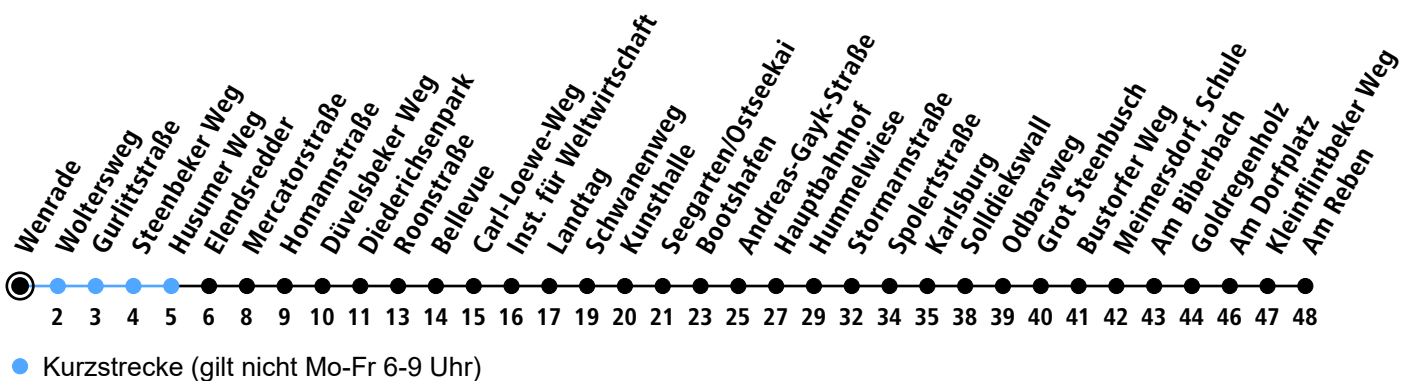 Wenrade
Woltersweg
Gurlittstraße
Steenbeker Weg
Husumer Weg
Elendsredder
Mercatorstraße
Homannstraße
Düvelsbeker Weg
Diederichsenpark
Roonstraße
Bellevue
Carl-Loewe-Weg
Inst. für Weltwirtschaft
Landtag
Schwanenweg
Kunsthalle
Seegarten/Ostseekai
Bootshafen
Andreas-Gayk-Straße
Hauptbahnhof
Hummelwiese
Stormarnstraße
Spolertstraße
Karlsburg
Solldiekswall
Odbarsweg
Grot Steenbusch
Bustorfer Weg
Meimersdorf, Schule
Am Biberbach
Goldregenholz
Am Dorfplatz
Kleinflintbeker Weg
Am Reben
2 3 4 5 6 8 9 10 11 13 14 15 16 17 19 20 21 23 25 27 29 32 34 35 38 39 40 41 42 43 44 46 47 48
Kurzstrecke (gilt nicht Mo-Fr 6-9 Uhr)